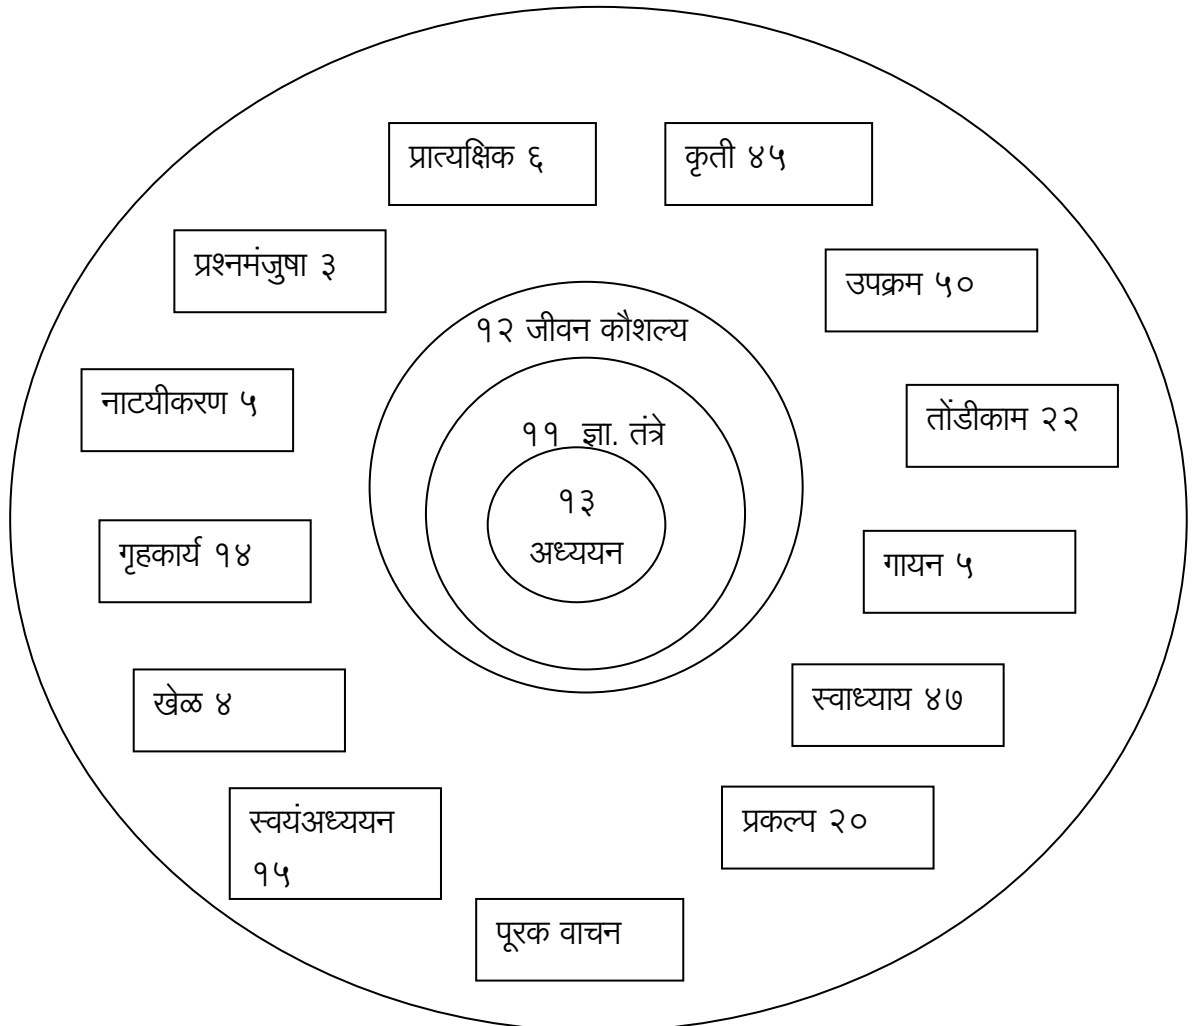 प्रात्यक्षिक ६
कृती ४५
प्रश्नमंजुषा ३
उपक्रम ५०
१२ जीवन कौशल्य
नाटयीकरण ५
तोंडीकाम २२
११ ज्ञा. तंत्रे
१३
अध्ययन
गृहकार्य १४
गायन ५
खेळ ४
स्वाध्याय ४७
स्वयंअध्ययन
१५
प्रकल्प २०
पूरक वाचन